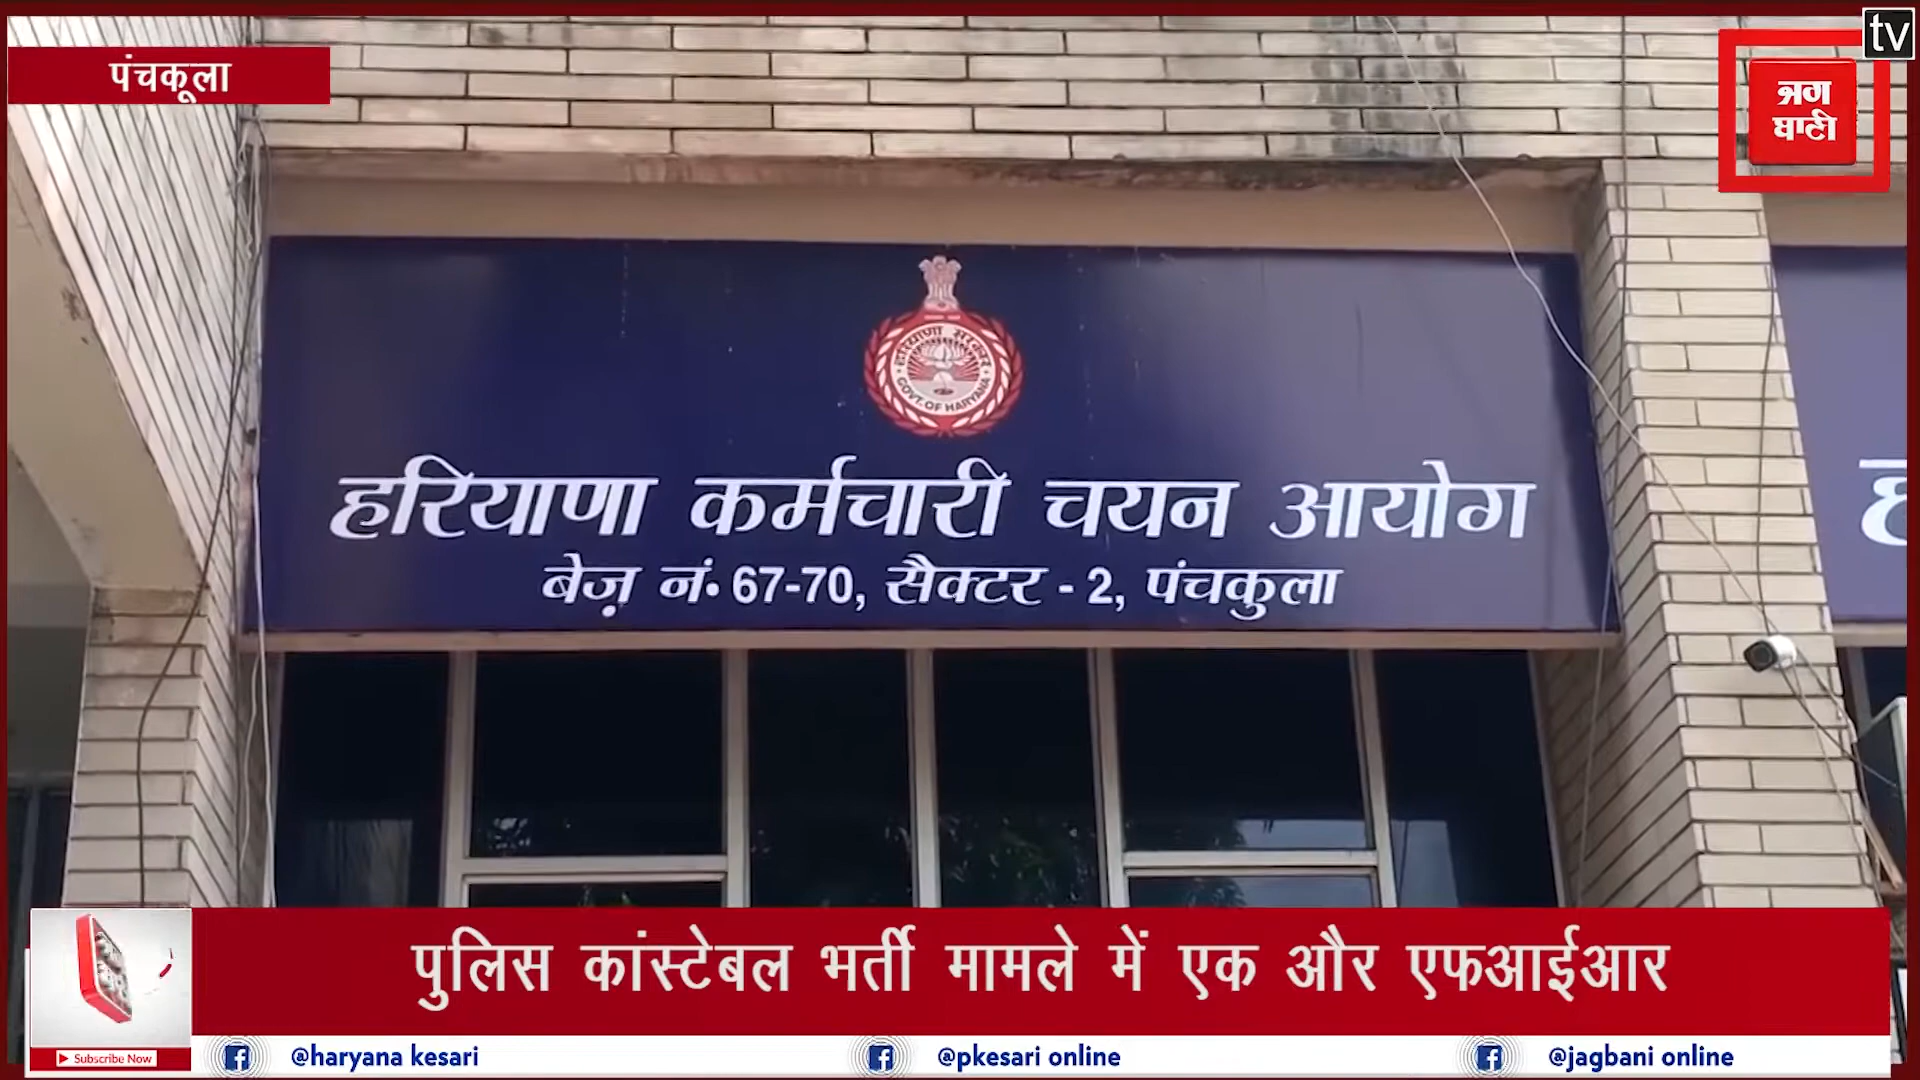 tv
पंचकूला
ਜਗ
ਬਾਣੀ
हरियाणा सरकार
GOVT. OF HARYANA
हरियाणा कर्मचारी चयन आयोग
बेज़ नं. 67-70, सैक्टर - 2, पंचकुला
ह
पुलिस कांस्टेबल भर्ती मामले में एक और एफआईआर
Subscribe Now
@haryana kesari
@pkesari online
@jagbani online